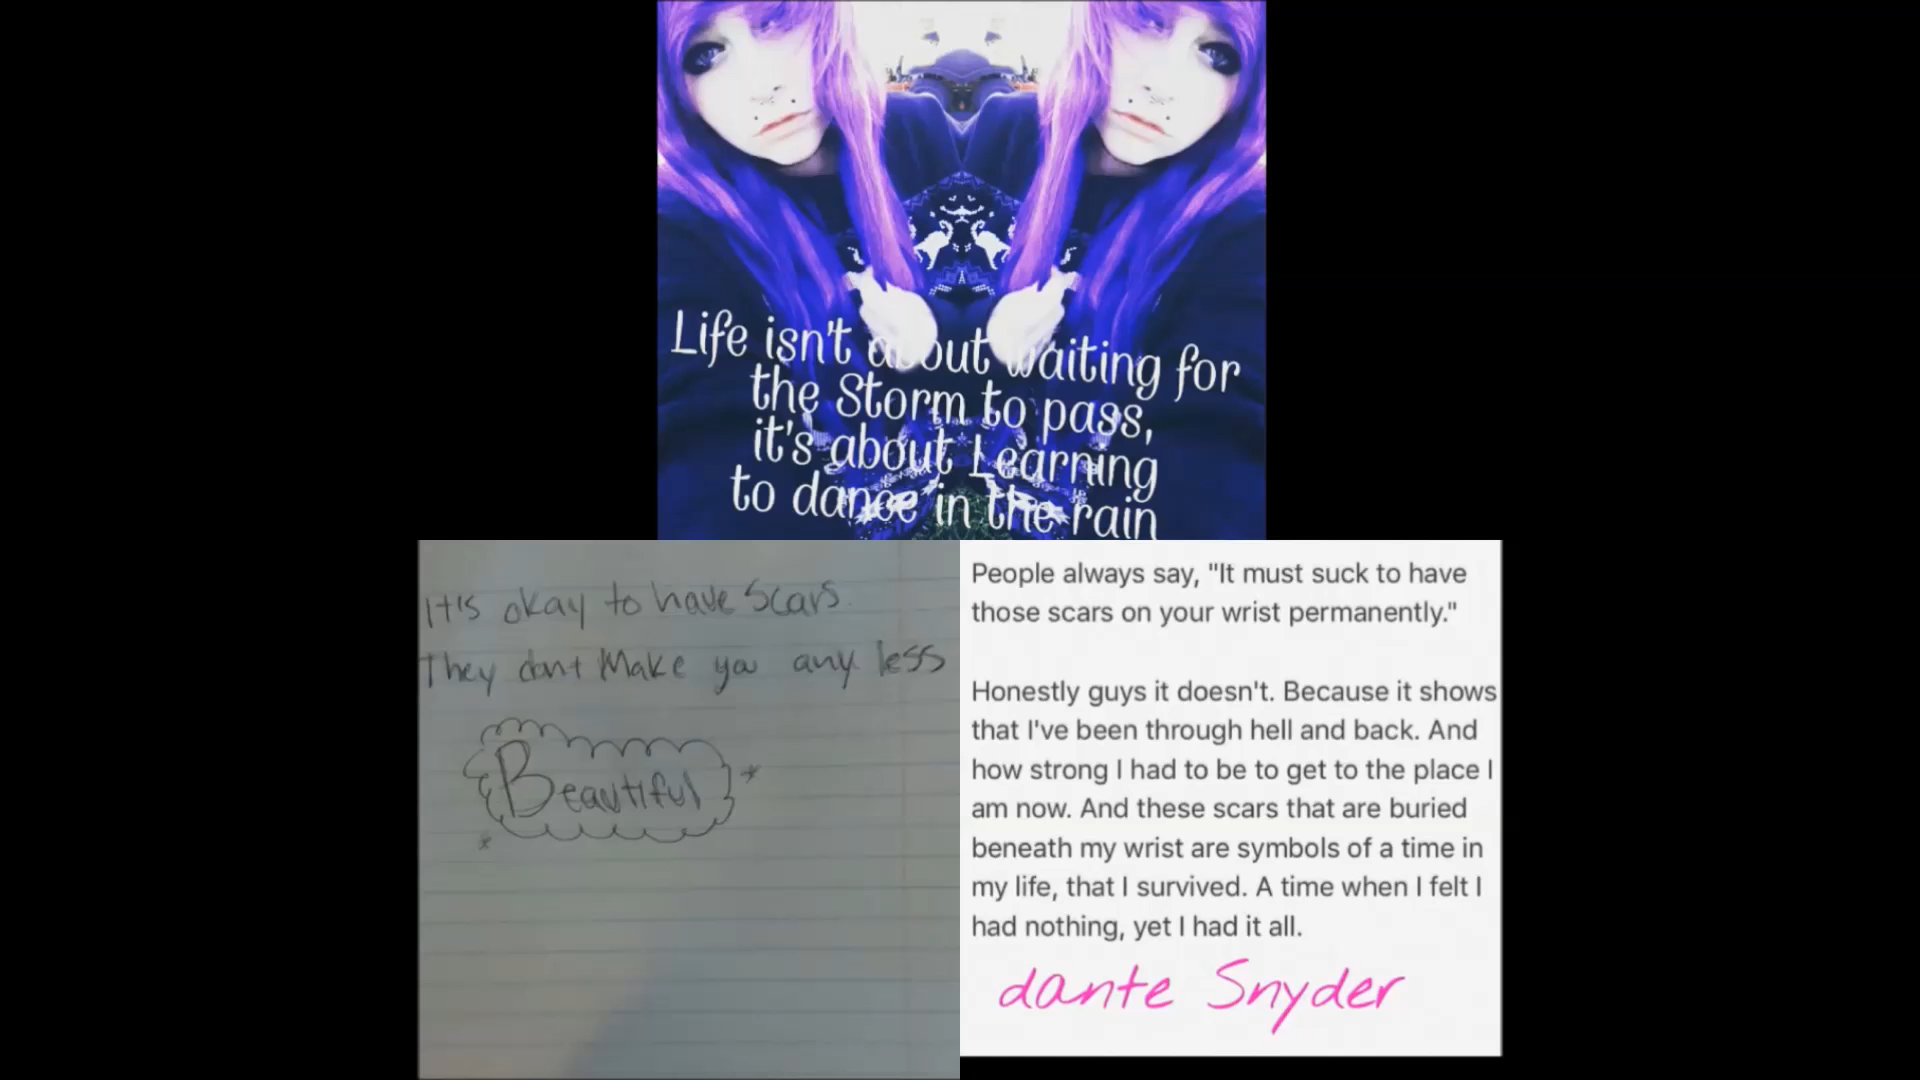 Life isn't about waiting for
the Storm to pass,
it's about Learning
to dance in the rain
It's okay to have Scars
They dont Make you any less
Beautiful
People always say, "It must suck to have
those scars on your wrist permanently."
Honestly guys it doesn't. Because it shows
that I've been through hell and back. And
how strong I had to be to get to the place I
am now. And these scars that are buried
beneath my wrist are symbols of a time in
my life, that I survived. A time when I felt I
had nothing, yet I had it all.
dante Snyder